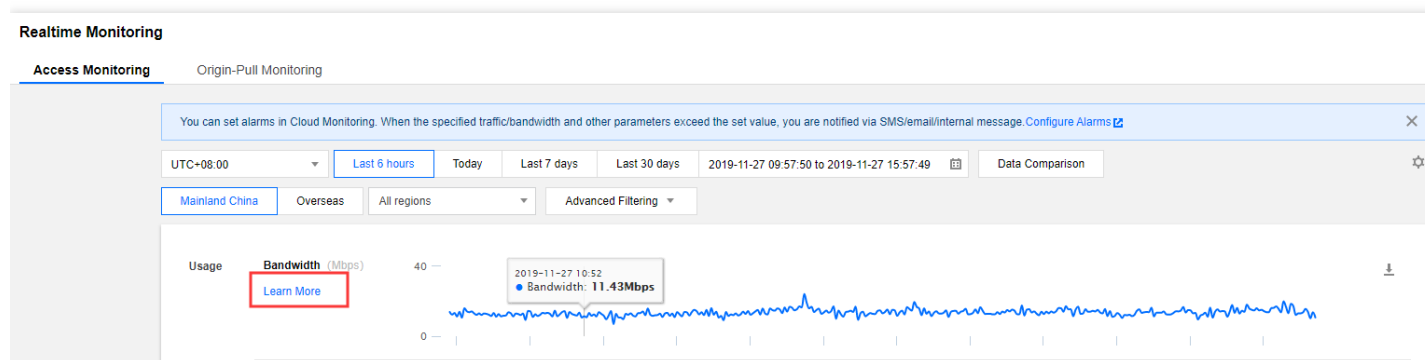 Realtime Monitoring
Access Monitoring Origin-Pull Monitoring
You can set alarms in Cloud Monitoring. When the specified traffic/bandwidth and other parameters exceed the set value, you are notified via SMS/email/internal message.Configure Alarms
UTC+08:00 Last 6 hours Today Last 7 days Last 30 days 2019-11-27 09:57:50 to 2019-11-27 15:57:49 Data Comparison
Mainland China Overseas All regions Advanced Filtering
Usage Bandwidth (Mbps) 40
2019-11-27 10:52
Learn More Bandwidth: 11.43Mbps
0